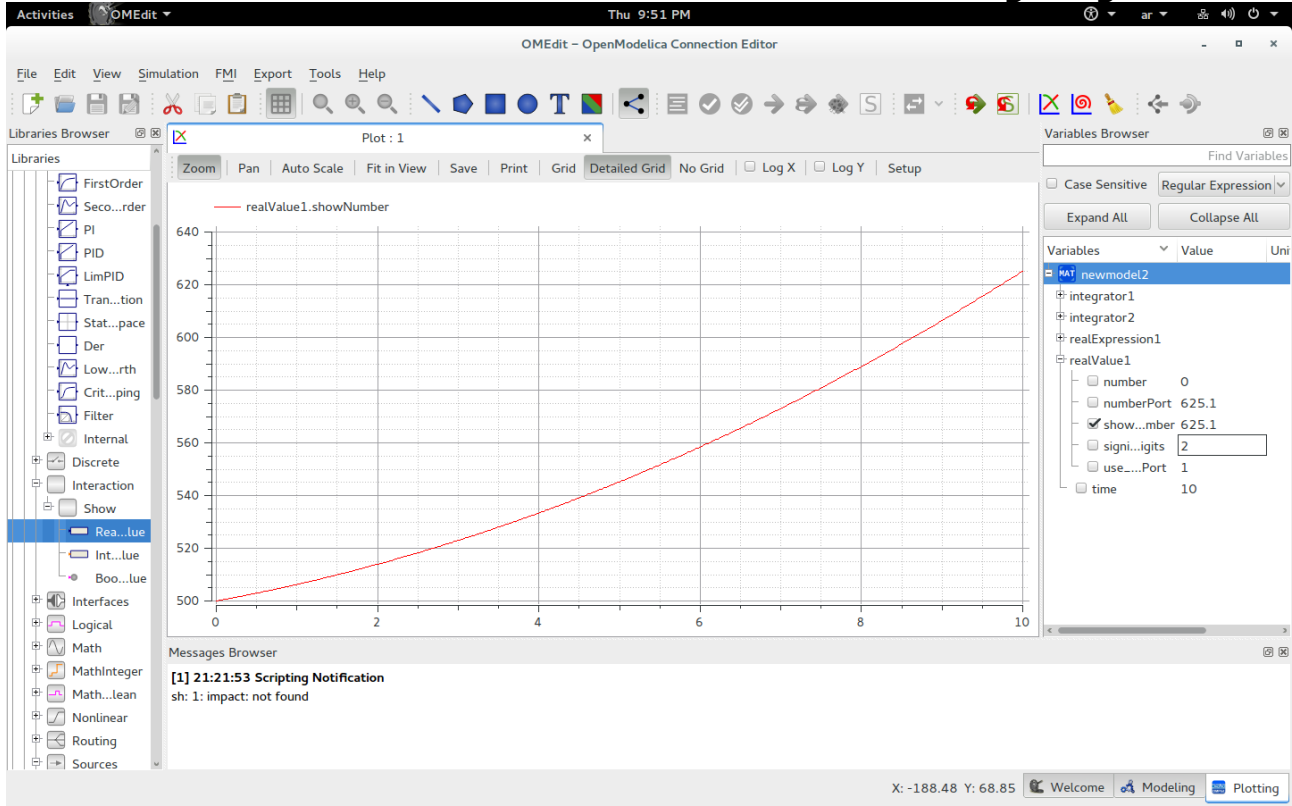 Activities OMEdit Thu 9:51 PM ar
OMEdit – OpenModelica Connection Editor
File Edit View Simulation FMI Export Tools Help
Libraries Browser
Libraries
FirstOrder
Seco...rder
PI
PID
LimPID
Tran...tion
Stat...pace
Der
Low...rth
Crit...ping
Filter
Internal
Discrete
Interaction
Show
Rea...lue
Int...lue
Boo...lue
Interfaces
Logical
Math
MathInteger
Math...lean
Nonlinear
Routing
Sources
Plot : 1
Zoom Pan Auto Scale Fit in View Save Print Grid Detailed Grid No Grid Log X Log Y Setup
realValue1.showNumber
640
620
600
580
560
540
520
500
0 2 4 6 8 10
Messages Browser
[1] 21:21:53 Scripting Notification
sh: 1: impact: not found
Variables Browser
Find Variables
Case Sensitive Regular Expression
Expand All Collapse All
Variables Value Uni
MAT newmodel2
integrator1
integrator2
realExpression1
realValue1
number 0
numberPort 625.1
show...mber 625.1
signi...igits 2
use_...Port 1
time 10
X: -188.48 Y: 68.85 Welcome Modeling Plotting